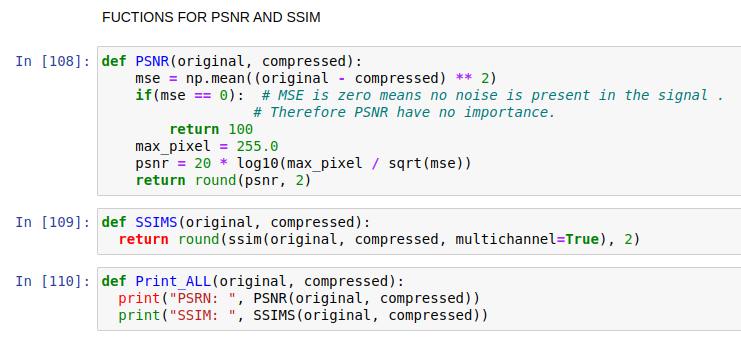 FUCTIONS FOR PSNR AND SSIM
In [108]: def PSNR(original, compressed):
    mse = np.mean((original - compressed) ** 2)
    if(mse == 0):  # MSE is zero means no noise is present in the signal .
                  # Therefore PSNR have no importance.
        return 100
    max_pixel = 255.0
    psnr = 20 * log10(max_pixel / sqrt(mse))
    return round(psnr, 2)
In [109]: def SSIMS(original, compressed):
  return round(ssim(original, compressed, multichannel=True), 2)
In [110]: def Print_ALL(original, compressed):
  print("PSRN: ", PSNR(original, compressed))
  print("SSIM: ", SSIMS(original, compressed))